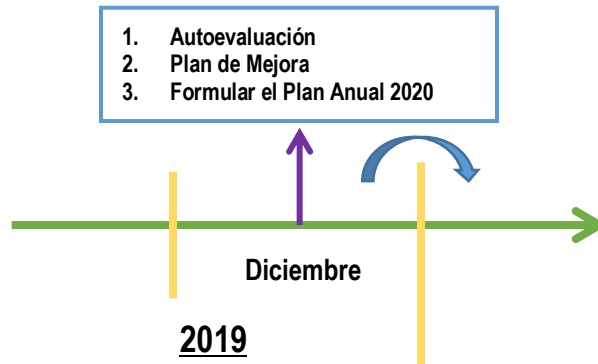 1. Autoevaluación
2. Plan de Mejora
3. Formular el Plan Anual 2020
Diciembre
2019